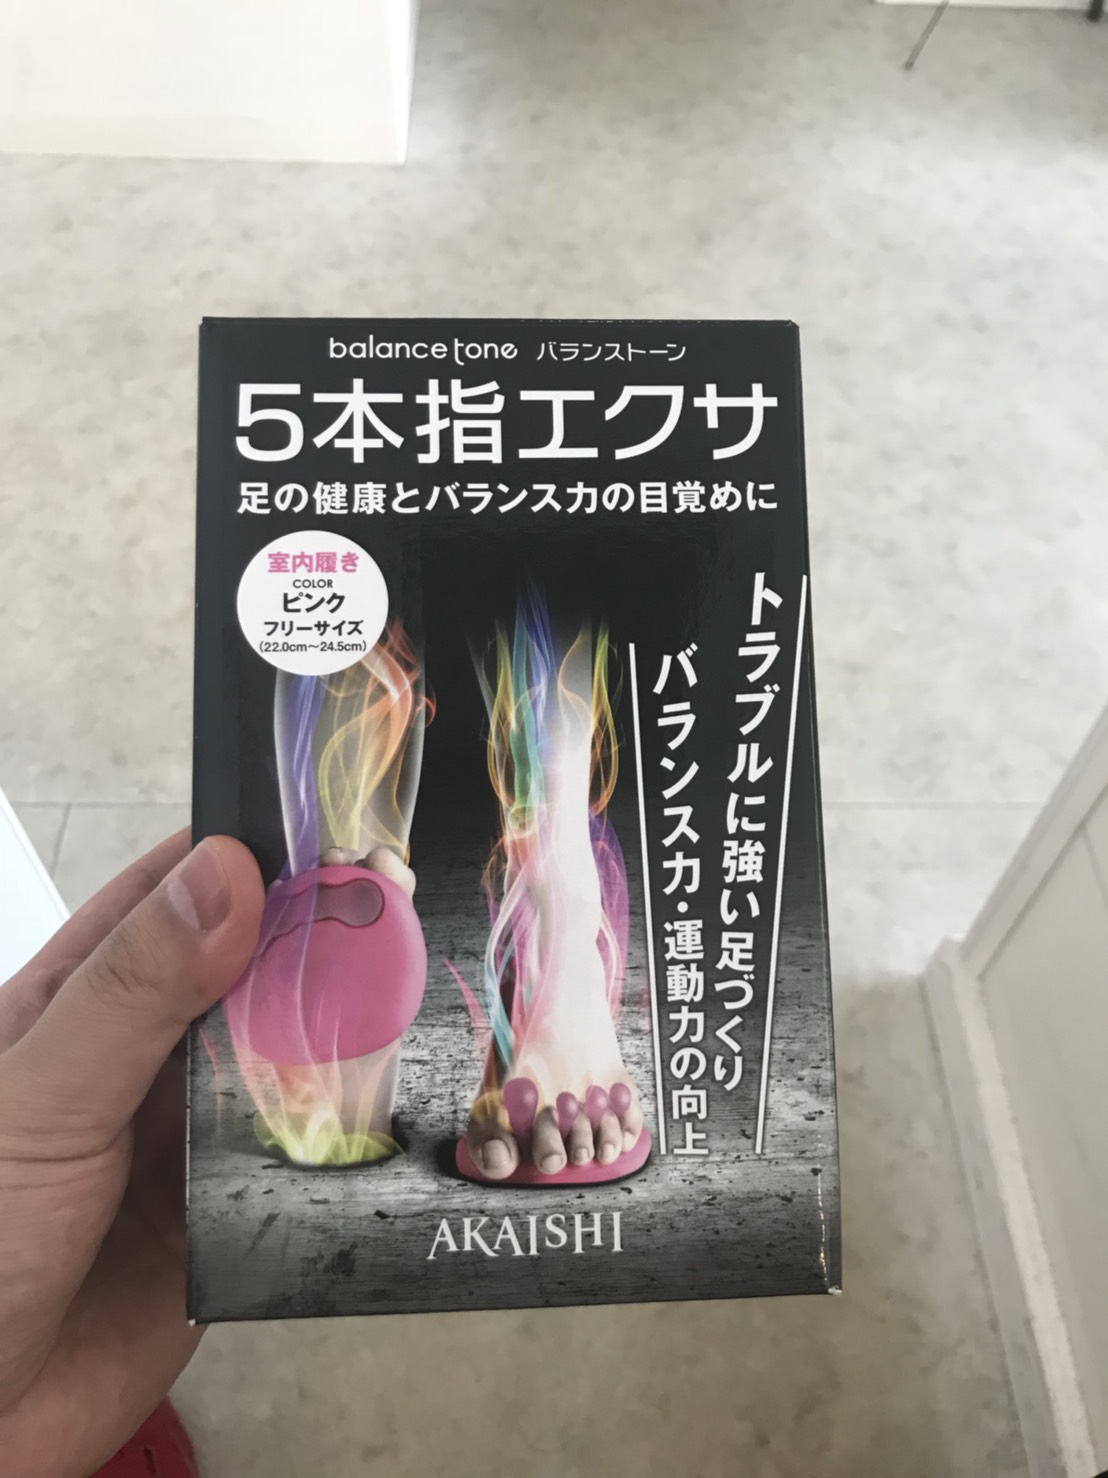 balance tone バランストーン
5本指エクサ
足の健康とバランス力の目覚めに
室内履き
COLOR
ピンク
フリーサイズ
(22.0cm〜24.5cm)
トラブルに強い足づくり
バランス力・運動力の向上
AKAISHI